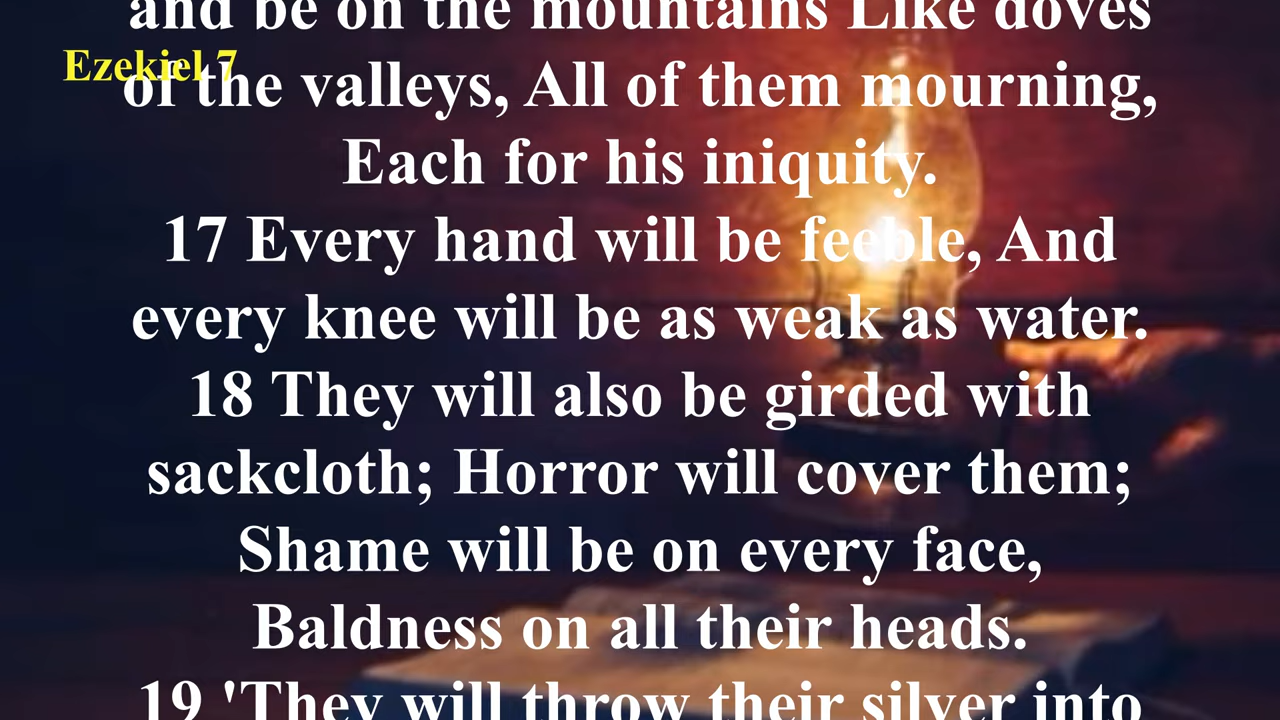 and be on the mountains Like doves
Ezekiel 7
of the valleys, All of them mourning,
Each for his iniquity.
17 Every hand will be feeble, And
every knee will be as weak as water.
18 They will also be girded with
sackcloth; Horror will cover them;
Shame will be on every face,
Baldness on all their heads.
19 'They will throw their silver into